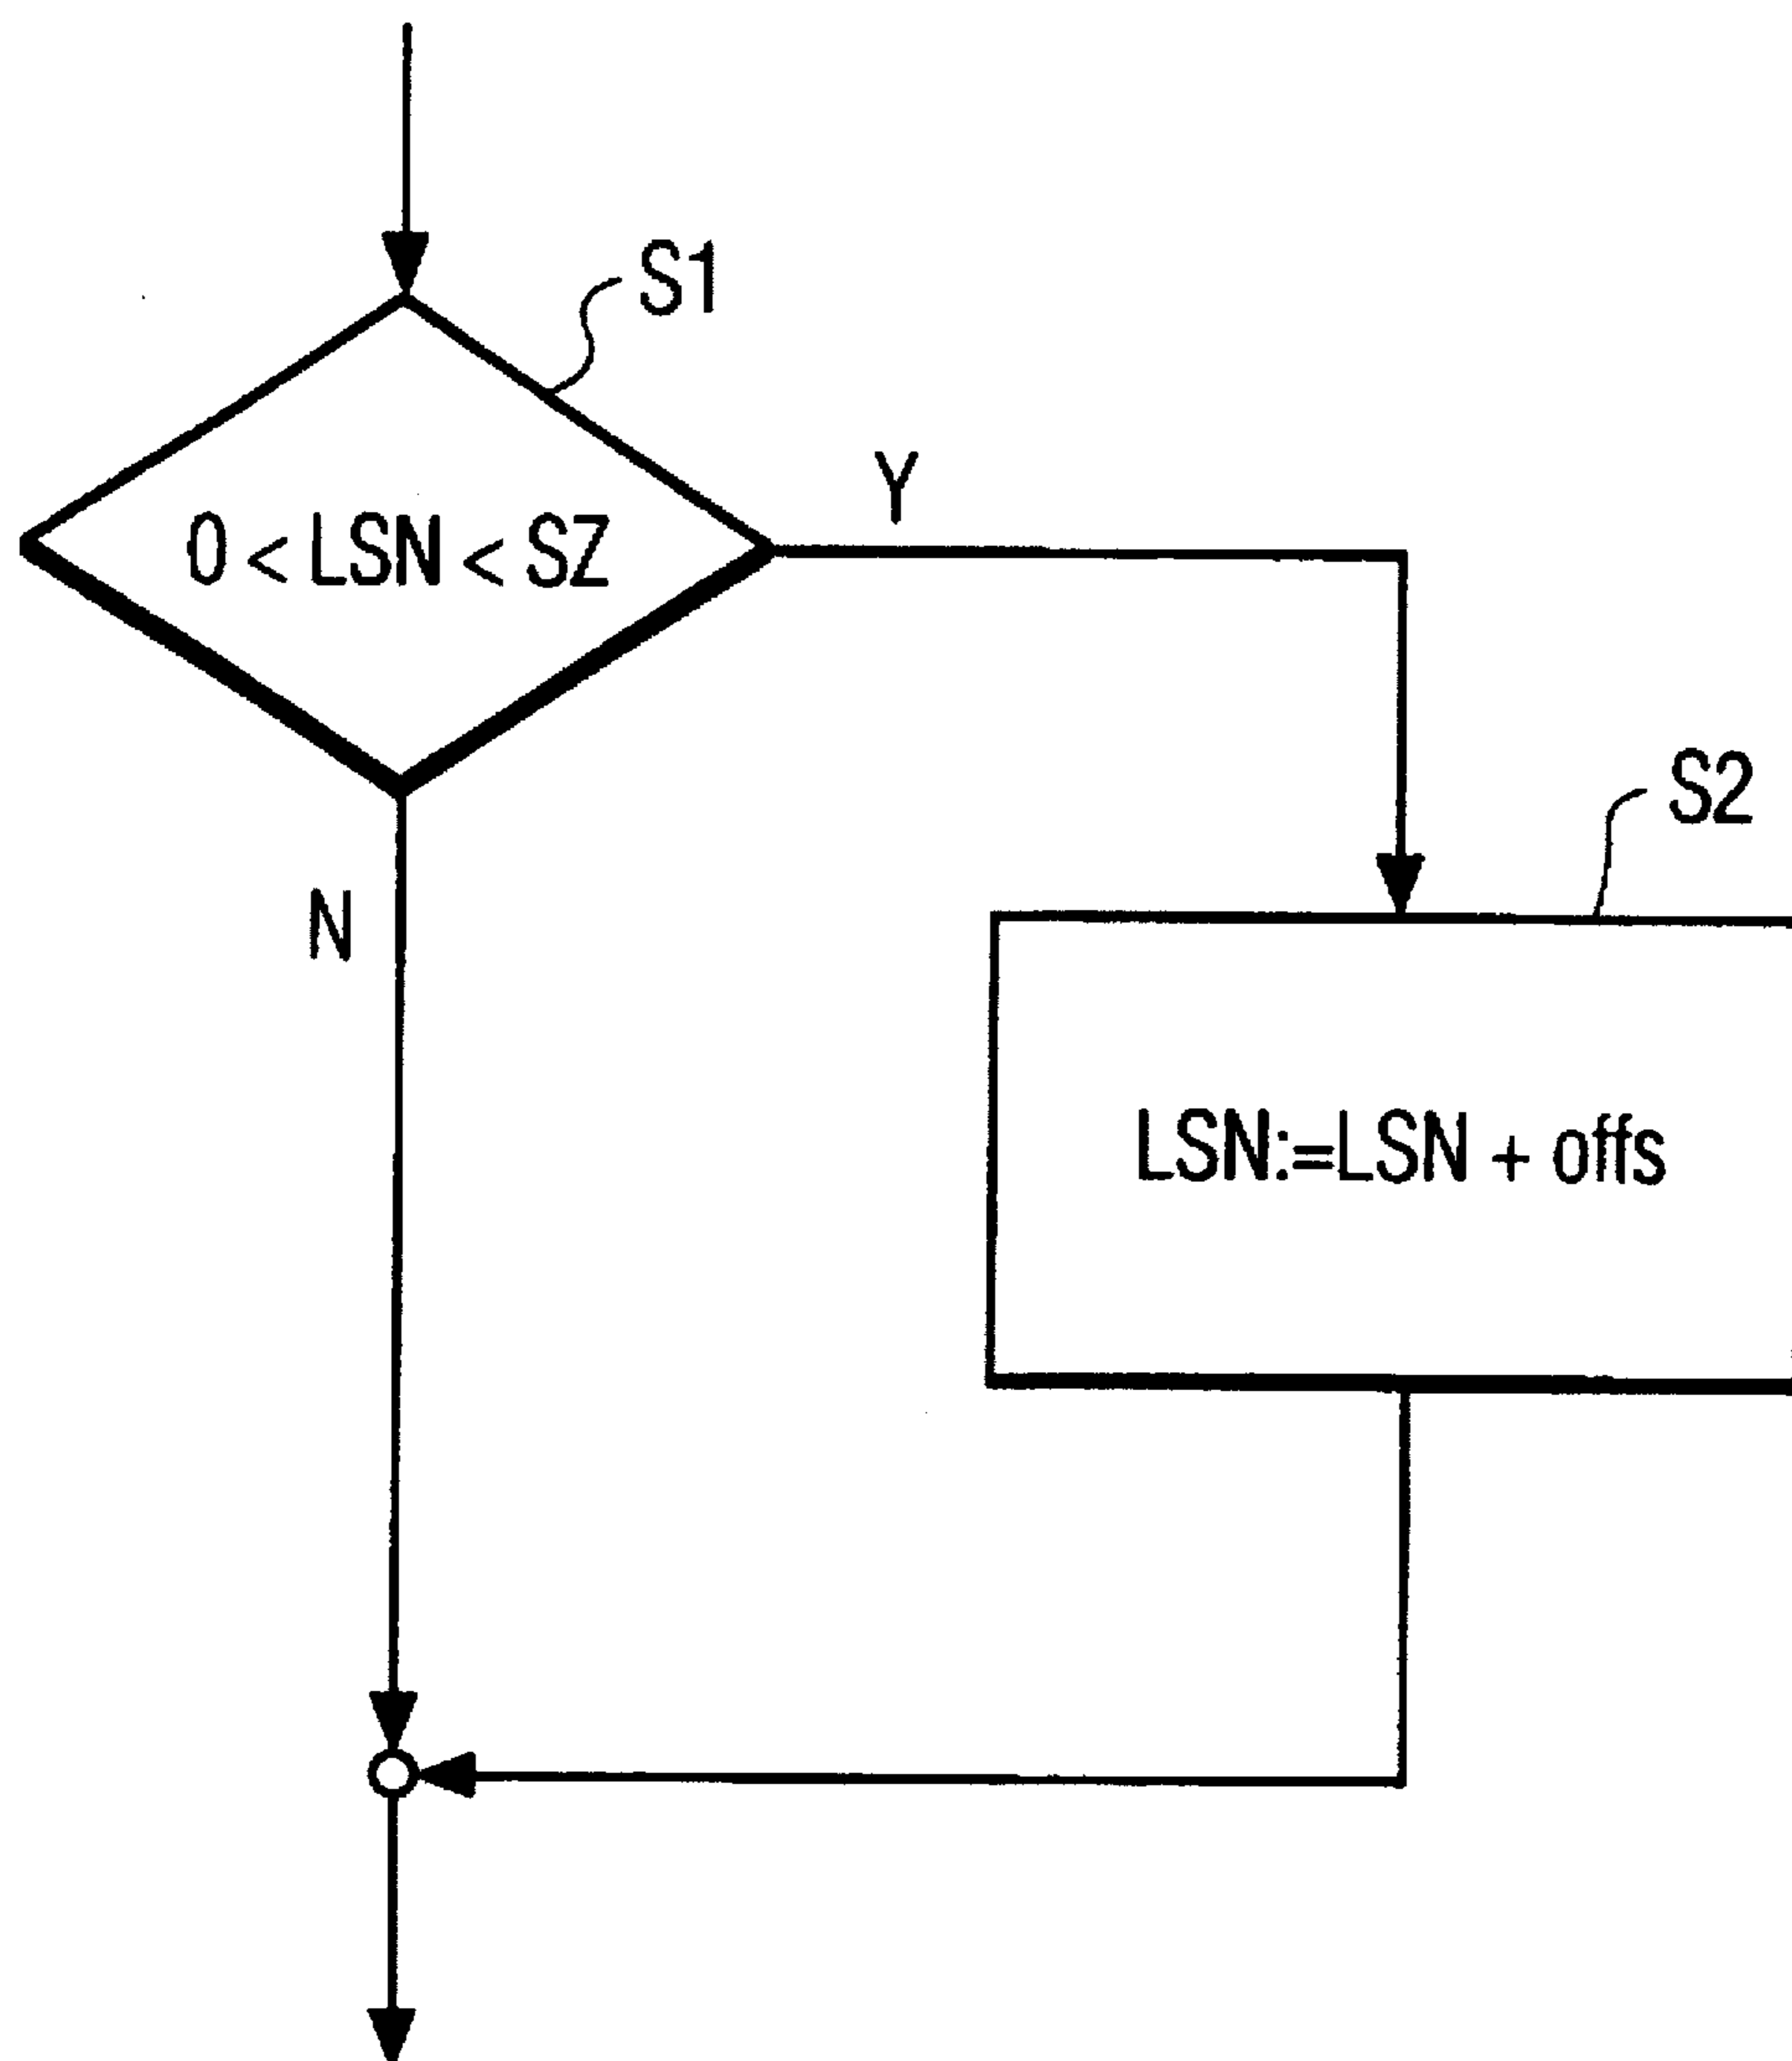 S1
0 < LSN < SZ
Y
S2
N
LSN:=LSN + offs